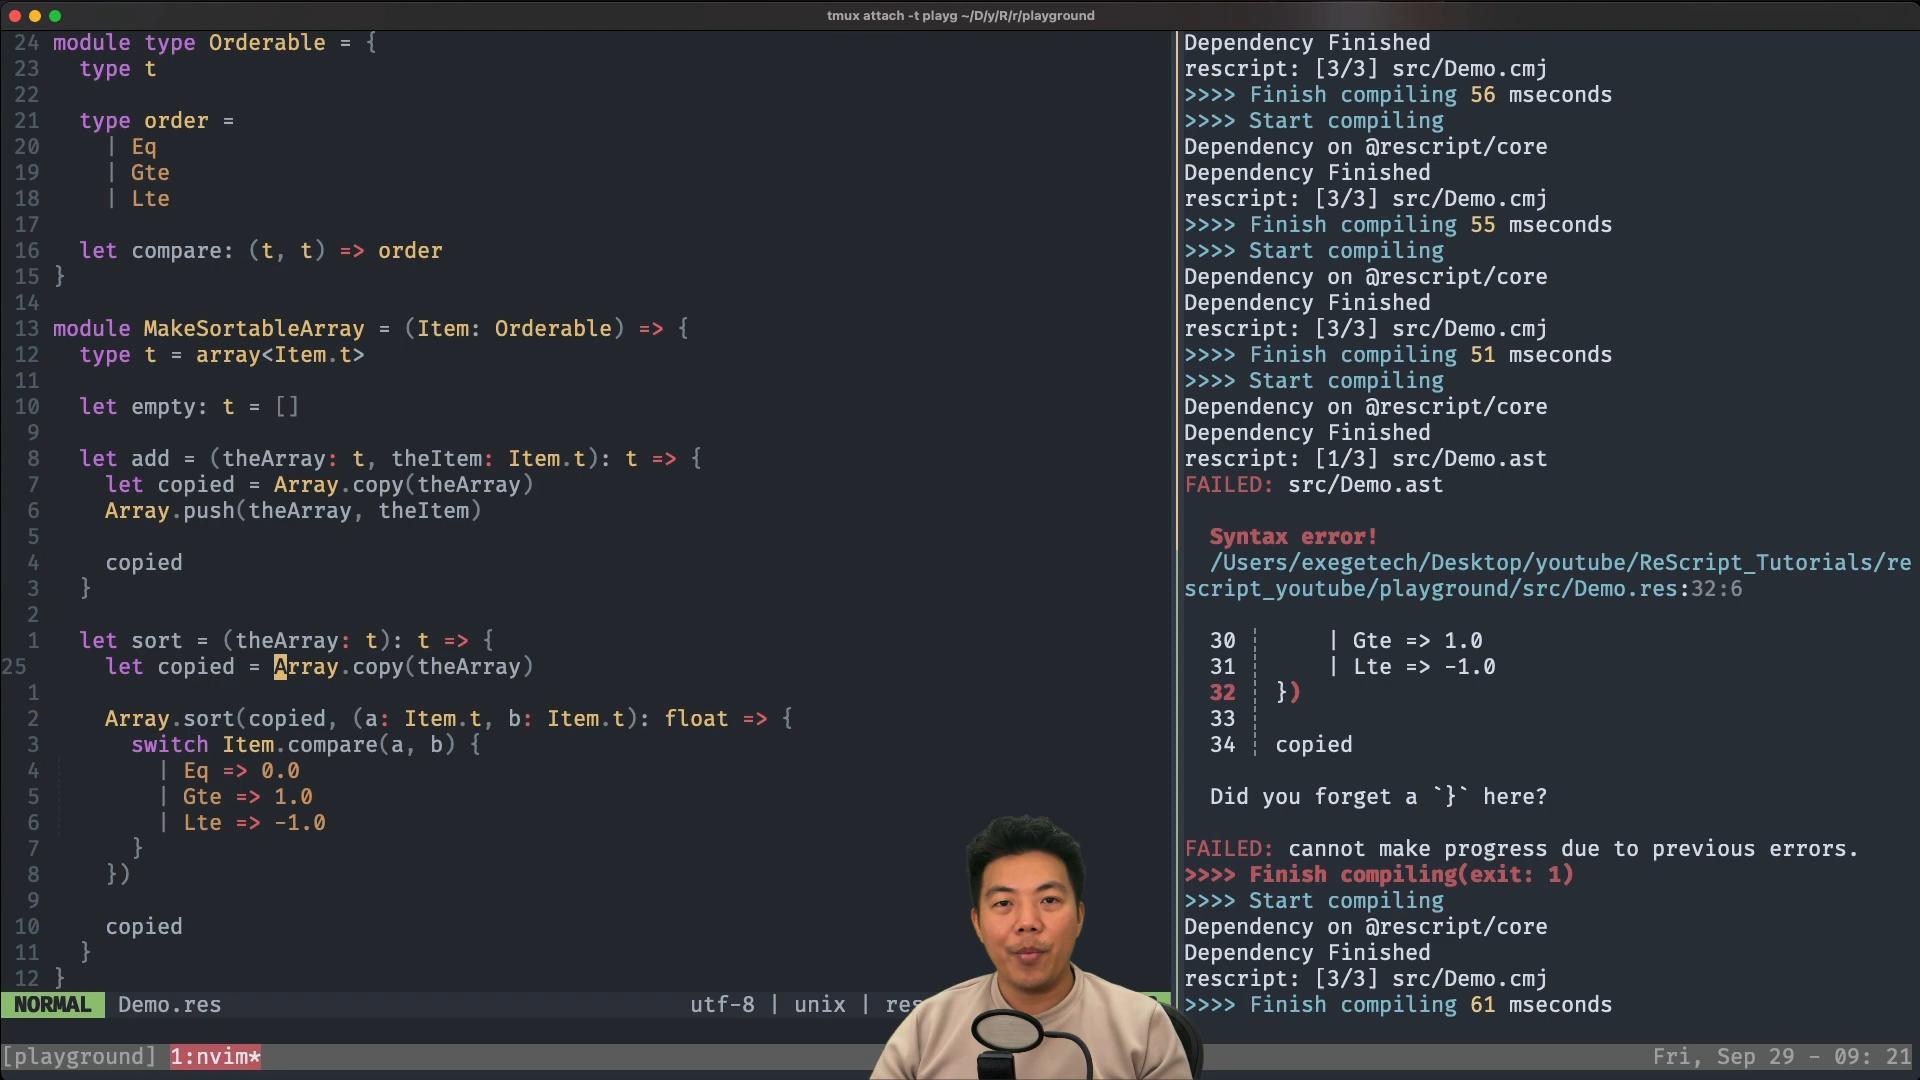 tmux attach -t playg ~/D/y/R/r/playground
24 module type Orderable = {
23   type t
22
21   type order =
20     | Eq
19     | Gte
18     | Lte
17
16   let compare: (t, t) => order
15 }
14
13 module MakeSortableArray = (Item: Orderable) => {
12   type t = array<Item.t>
11
10   let empty: t = []
9
8   let add = (theArray: t, theItem: Item.t): t => {
7     let copied = Array.copy(theArray)
6     Array.push(theArray, theItem)
5
4     copied
3   }
2
1   let sort = (theArray: t): t => {
25     let copied = Array.copy(theArray)
1
2     Array.sort(copied, (a: Item.t, b: Item.t): float => {
3       switch Item.compare(a, b) {
4         | Eq => 0.0
5         | Gte => 1.0
6         | Lte => -1.0
7       }
8     })
9
10     copied
11   }
12 }
NORMAL Demo.res utf-8 | unix | res
Dependency Finished
rescript: [3/3] src/Demo.cmj
>>>> Finish compiling 56 mseconds
>>>> Start compiling
Dependency on @rescript/core
Dependency Finished
rescript: [3/3] src/Demo.cmj
>>>> Finish compiling 55 mseconds
>>>> Start compiling
Dependency on @rescript/core
Dependency Finished
rescript: [3/3] src/Demo.cmj
>>>> Finish compiling 51 mseconds
>>>> Start compiling
Dependency on @rescript/core
Dependency Finished
rescript: [1/3] src/Demo.ast
FAILED: src/Demo.ast
Syntax error!
/Users/exegetech/Desktop/youtube/ReScript_Tutorials/re
script_youtube/playground/src/Demo.res:32:6
30 ┆     | Gte => 1.0
31 ┆     | Lte => -1.0
32 ┆ })
33 ┆
34 ┆ copied
Did you forget a `}` here?
FAILED: cannot make progress due to previous errors.
>>>> Finish compiling(exit: 1)
>>>> Start compiling
Dependency on @rescript/core
Dependency Finished
rescript: [3/3] src/Demo.cmj
>>>> Finish compiling 61 mseconds
[playground] 1:nvim* Fri, Sep 29 - 09: 21